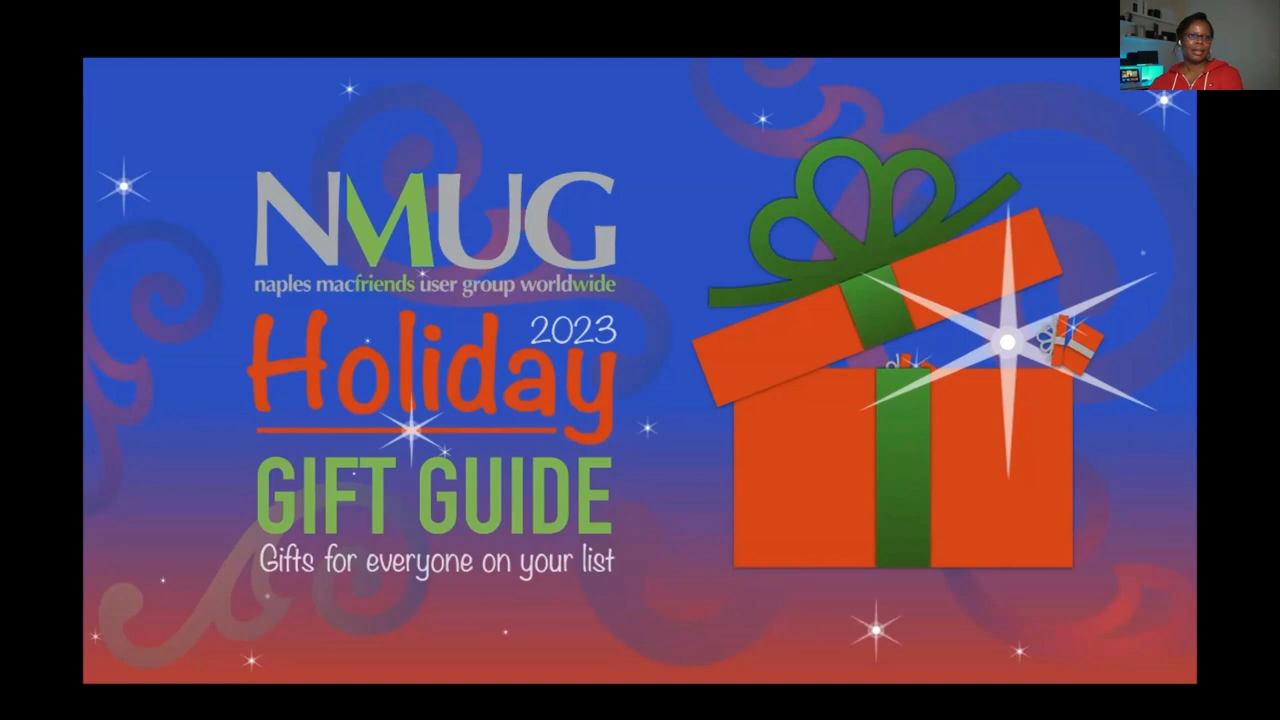 NMUG
naples macfriends user group worldwide
2023
Holiday
GIFT GUIDE
Gifts for everyone on your list